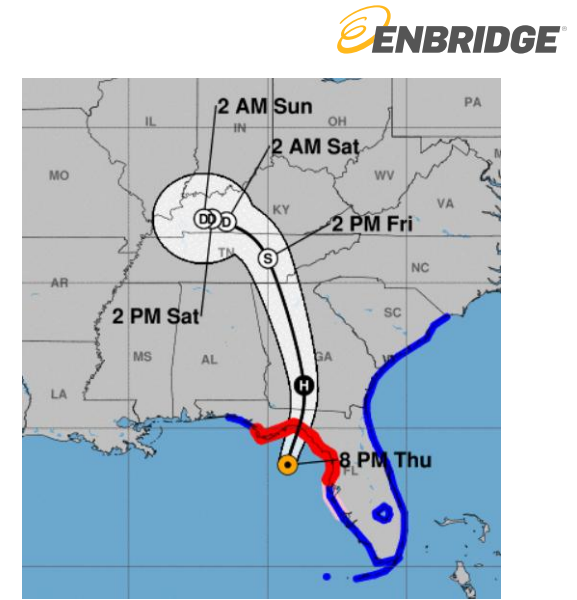 ENBRIDGE®
PA
2 AM Sun
IL
OH
IN
2 AM Sat
MO
WV
VA
KY
2 PM Fri
D
D
D
TN
S
NC
AR
2 PM Sat
SC
MS
AL
GA
H
LA
8 PM Thu
FL